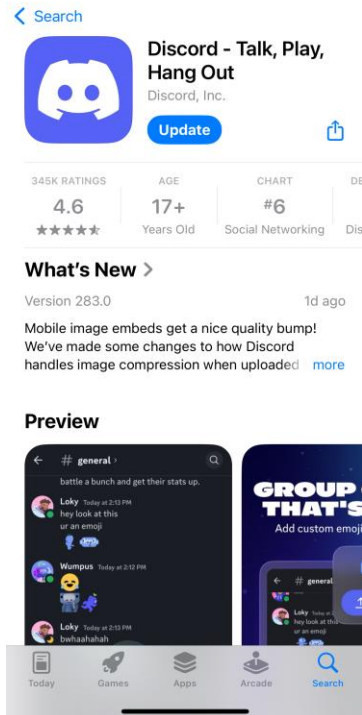 Search
Discord - Talk, Play,
Hang Out
Discord, Inc.
Update
345K RATINGS
4.6
AGE
17+
Years Old
CHART
#6
Social Networking
DE
Dis
What's New >
Version 283.0
1d ago
Mobile image embeds get a nice quality bump!
We've made some changes to how Discord
handles image compression when uploaded more
Preview
# general ›
battle a bunch and get their stats up.
Loky Today at 2:13 PM
hey look at this
ur an emoji
Wumpus Today at 2:12 PM
Loky Today at 2:13 PM
bwhaahahah
GROUP
THAT'S
Add custom emoji
# general
Loky
hey look at this
ur an emoji
Today
Games
Apps
Arcade
Search